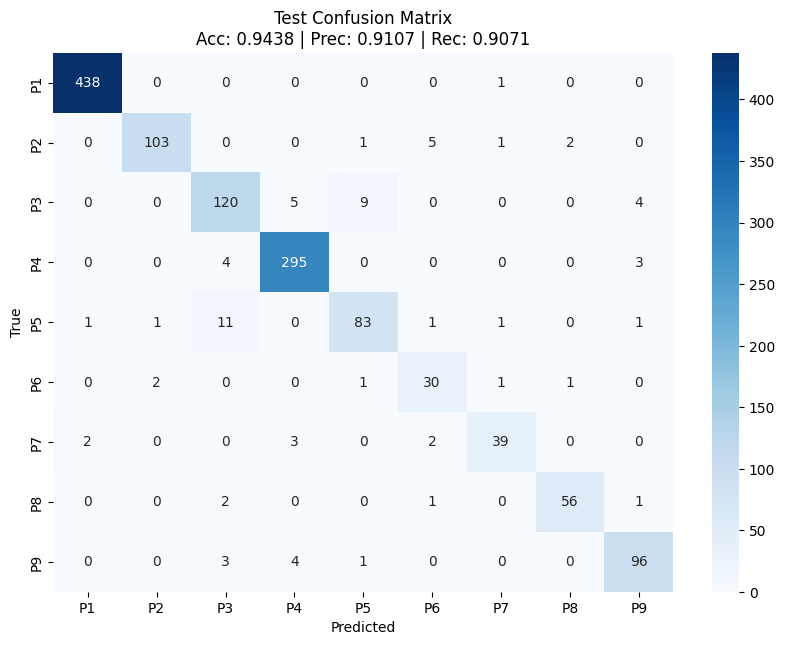 Test Confusion Matrix
Acc: 0.9438 | Prec: 0.9107 | Rec: 0.9071
P1 438 0 0 0 0 0 1 0 0
P2 0 103 0 0 1 5 1 2 0
P3 0 0 120 5 9 0 0 0 4
P4 0 0 4 295 0 0 0 0 3
P5 1 1 11 0 83 1 1 0 1
P6 0 2 0 0 1 30 1 1 0
P7 2 0 0 3 0 2 39 0 0
P8 0 0 2 0 0 1 0 56 1
P9 0 0 3 4 1 0 0 0 96
P1 P2 P3 P4 P5 P6 P7 P8 P9
Predicted
True
400
350
300
250
200
150
100
50
0